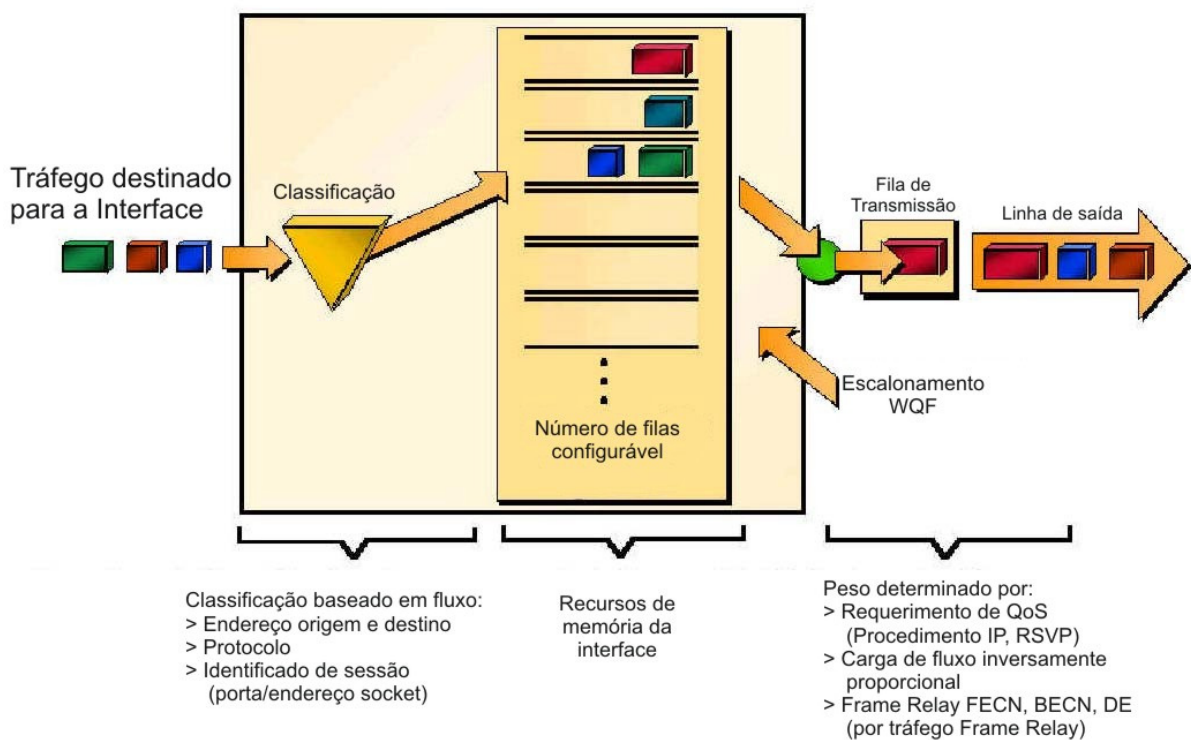 Tráfego destinado
para a Interface
Classificação
Número de filas
configurável
Fila de
Transmissão
Linha de saída
Escalonamento
WQF
Classificação baseado em fluxo:
> Endereço origem e destino
> Protocolo
> Identificado de sessão
(porta/endereço socket)
Recursos de
memória da
interface
Peso determinado por:
> Requerimento de QoS
(Procedimento IP, RSVP)
> Carga de fluxo inversamente
proporcional
> Frame Relay FECN, BECN, DE
(por tráfego Frame Relay)